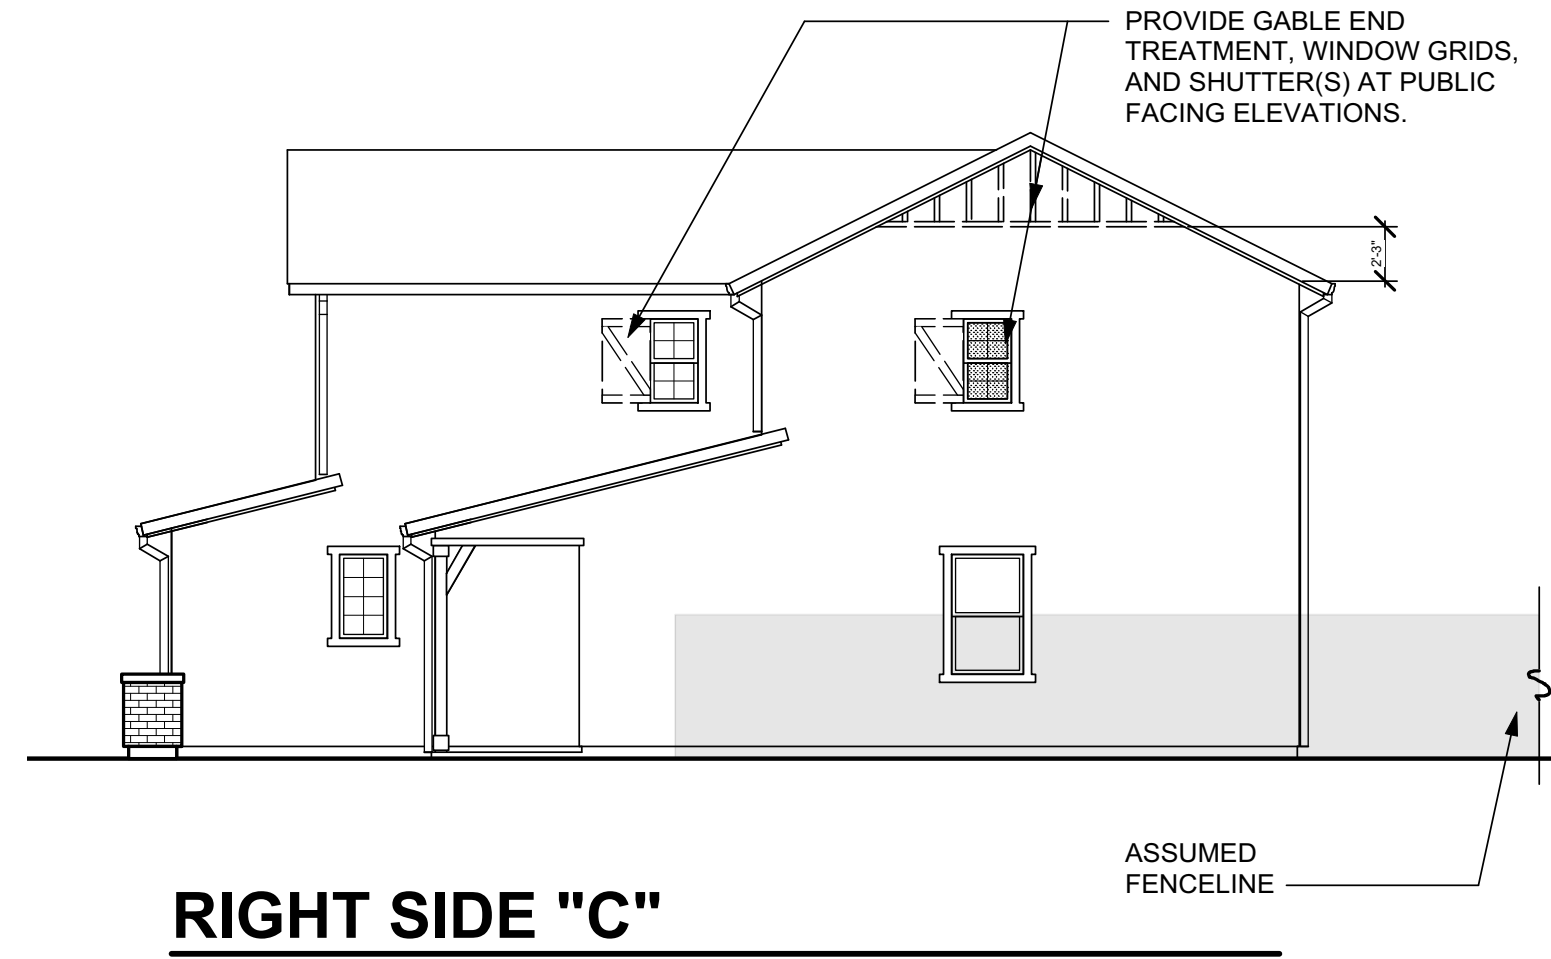 PROVIDE GABLE END
TREATMENT, WINDOW GRIDS,
AND SHUTTER(S) AT PUBLIC
FACING ELEVATIONS.
2'-3"
ASSUMED
FENCELINE
RIGHT SIDE "C"